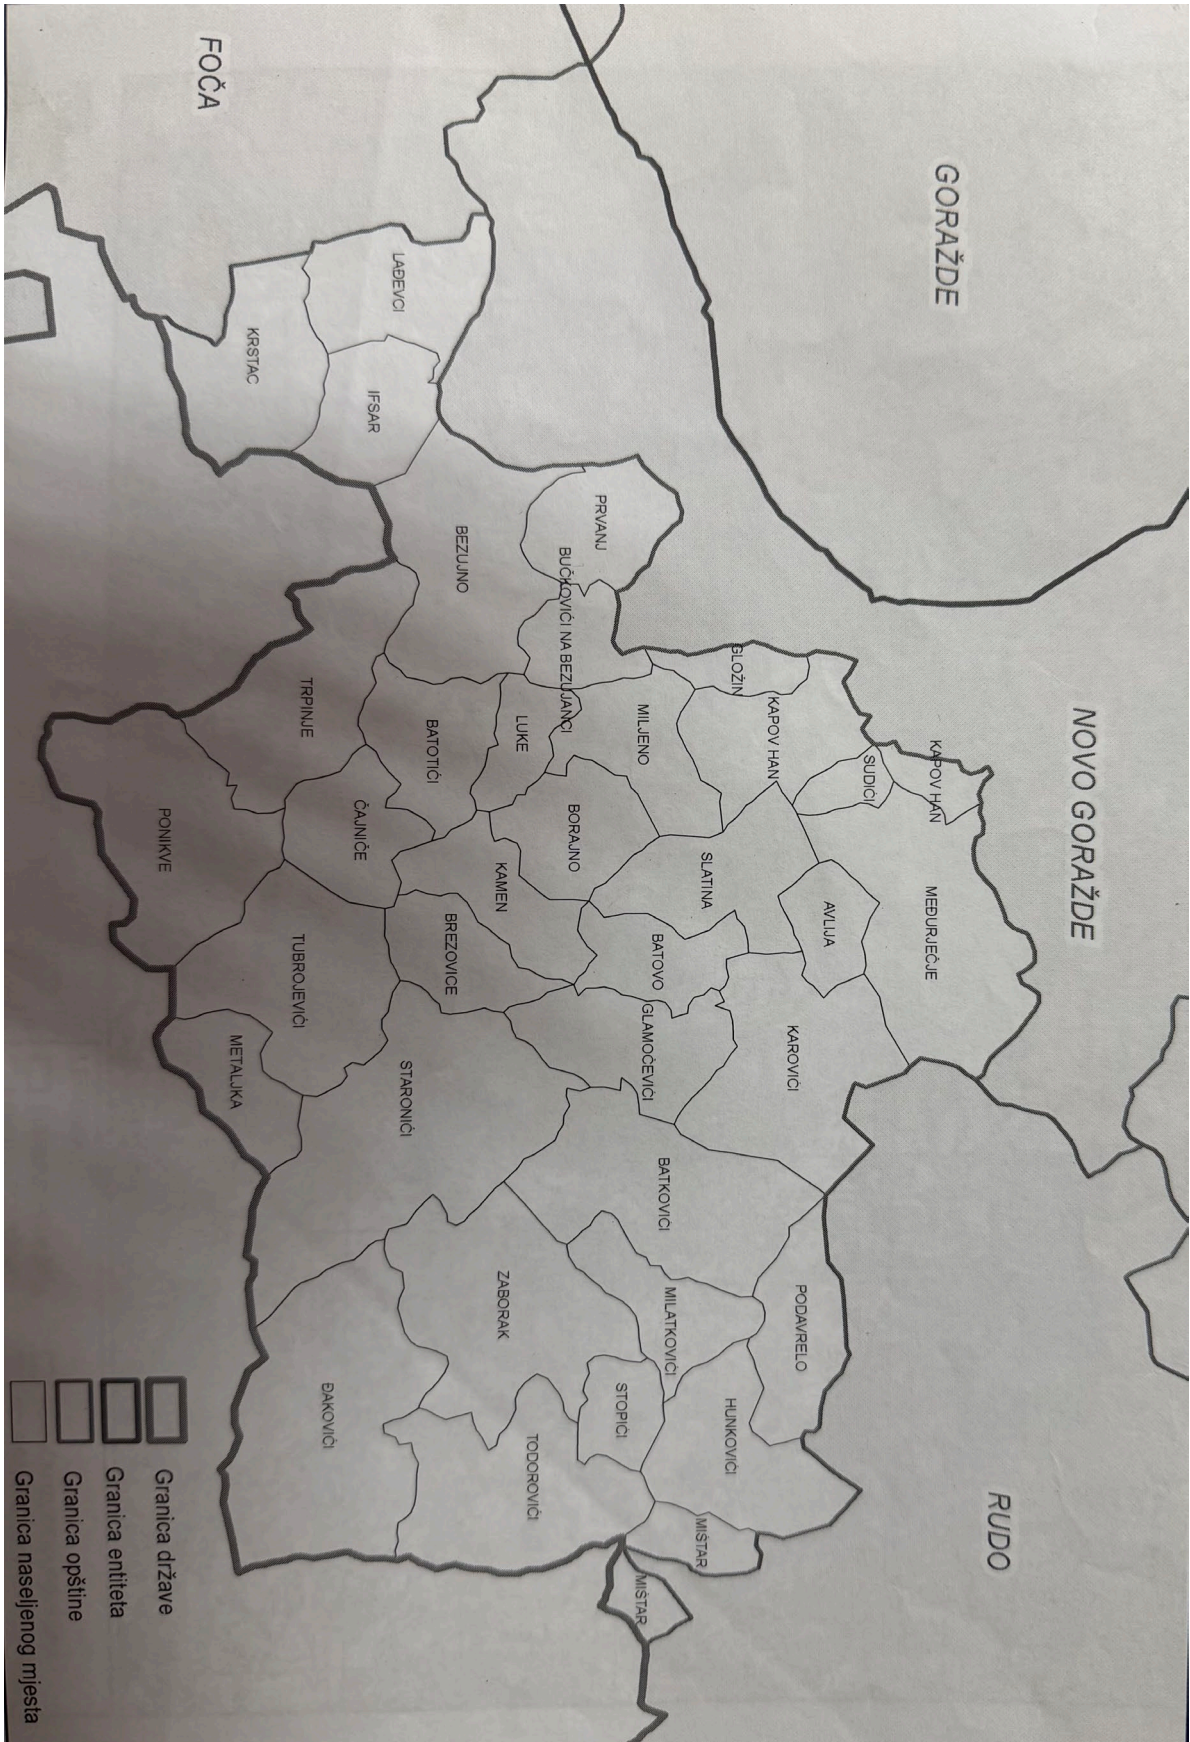 GORAŽDE
NOVO GORAŽDE
RUDO
FOČA
KAPOV HAN
MEĐURJEČJE
SUDIĆI
AVLIJA
KAROVIĆI
PODAVRELO
GLOŽIN
KAPOV HAN
SLATINA
HUNKOVIĆI
MIŠTAR
MIŠTAR
MILJENO
BATOVO
GLAMOČEVIĆI
BATKOVIĆI
MILATKOVIĆI
STOPIĆI
PRVANJ
BUČKOVIĆI NA BEZUJANCI
BORAJNO
LUKE
KAMEN
BREZOVICE
ZABORAK
TODOROVIĆI
BEZUJNO
BATOTIĆI
STARONIĆI
LAĐEVCI
IFSAR
ČAJNIČE
TRPINJE
TUBROJEVIĆI
ĐAKOVIĆI
KRSTAC
METALJKA
PONIKVE
Granica države
Granica entiteta
Granica opštine
Granica naseljenog mjesta